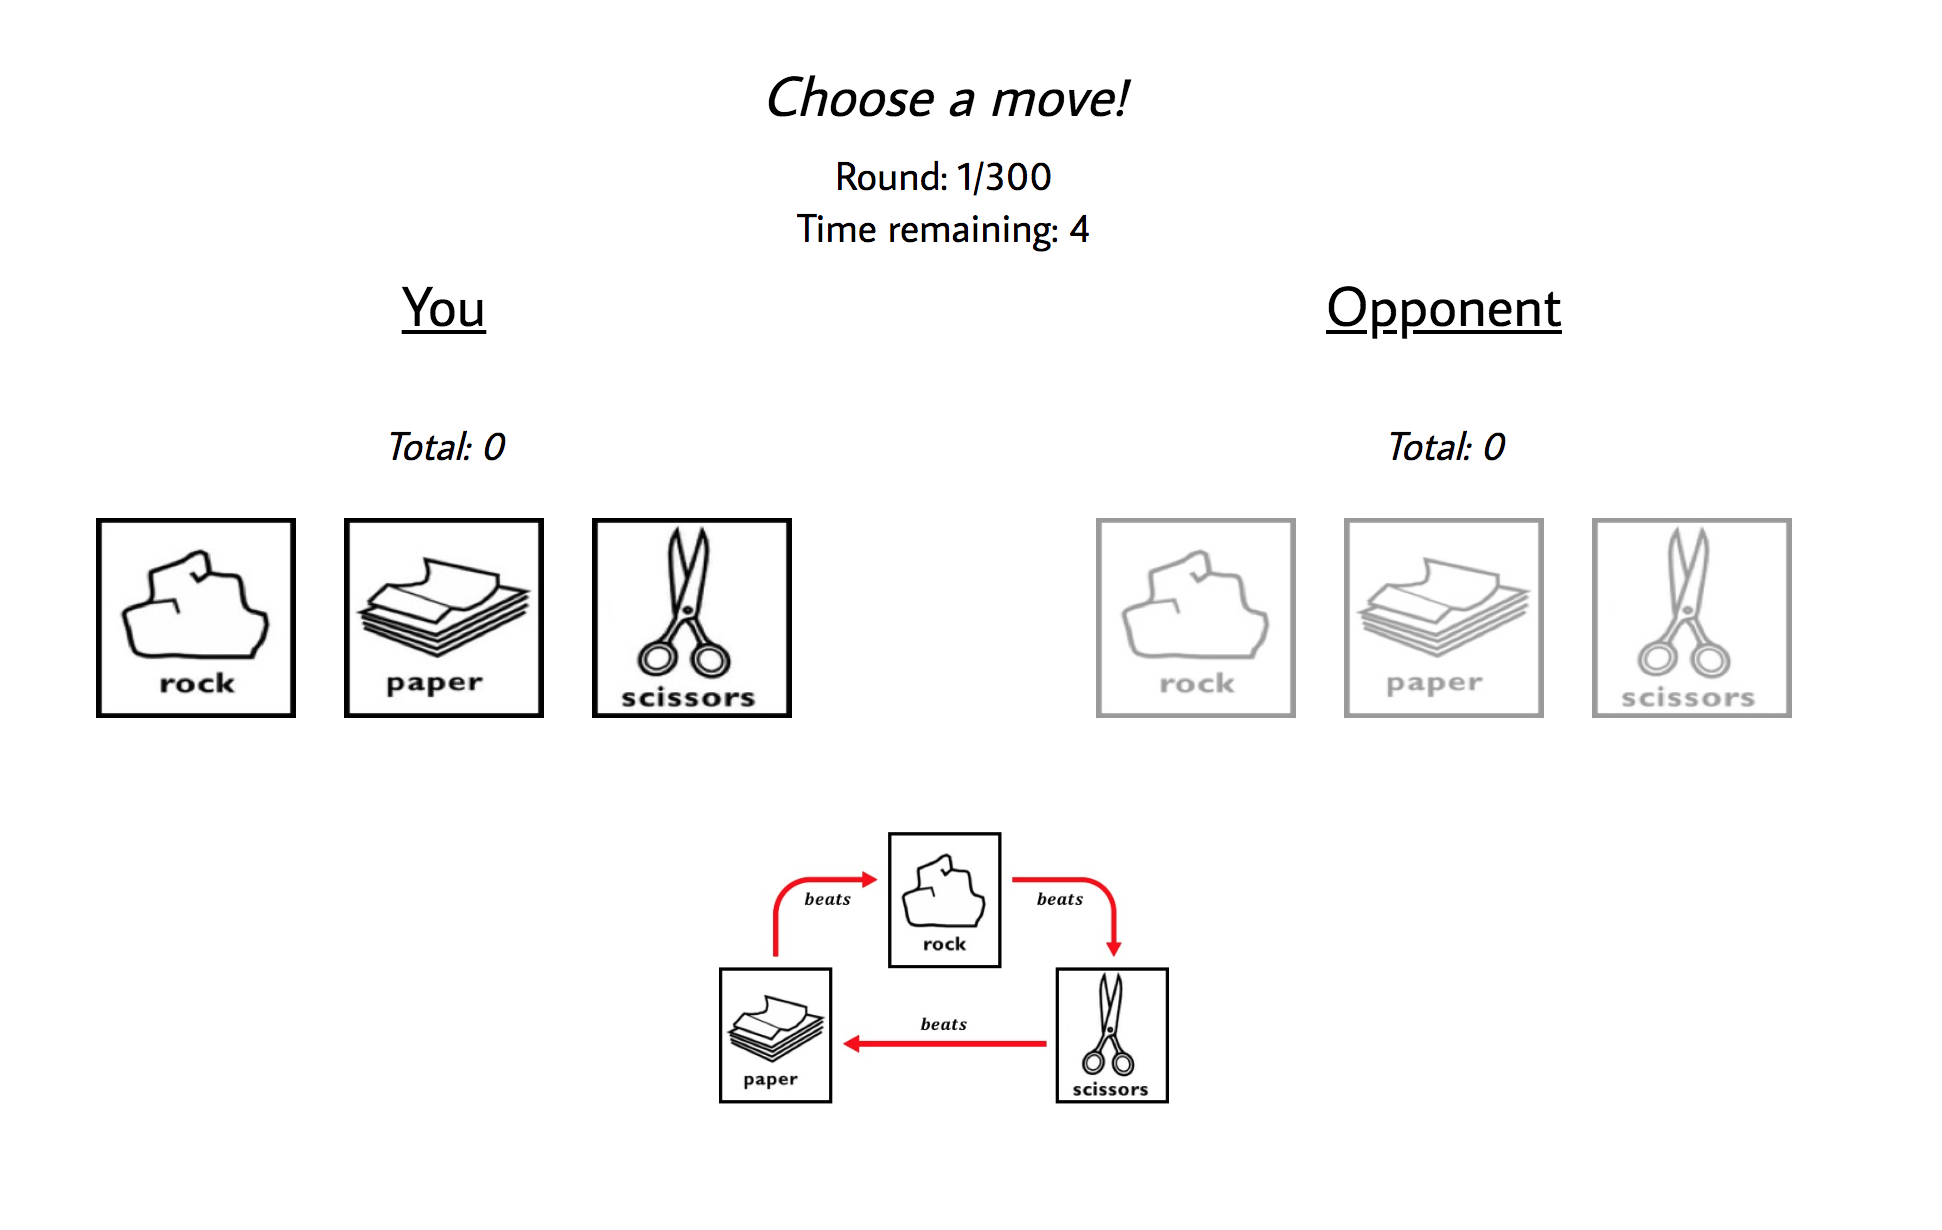 Choose a move!
Round: 1/300
Time remaining: 4
You
Opponent
Total: 0
Total: 0
rock
paper
scissors
rock
paper
scissors
beats
beats
rock
beats
paper
scissors